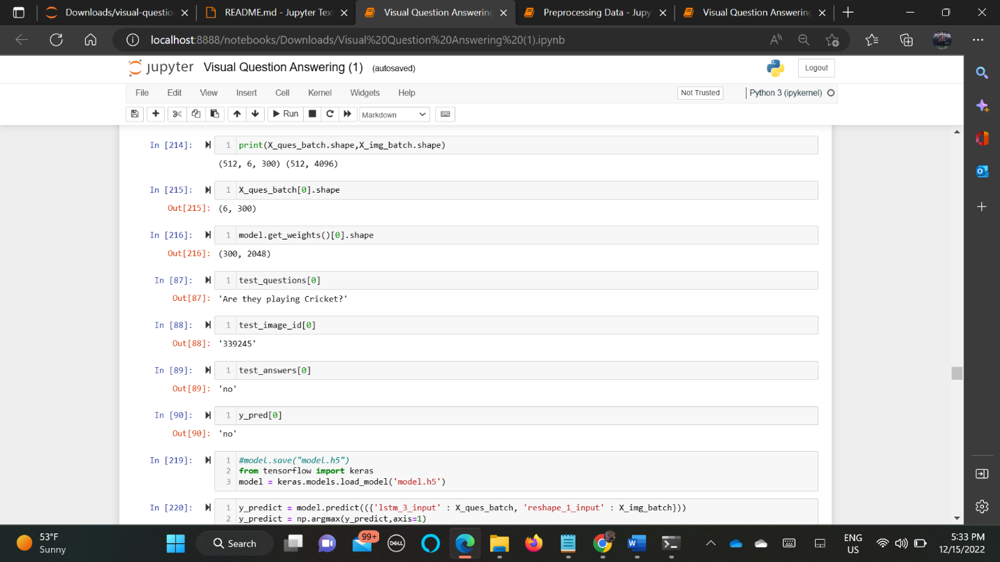 Downloads/visual-questio
README.md - Jupyter Text
Visual Question Answering
Preprocessing Data - Jupy
Visual Question Answering
localhost:8888/notebooks/Downloads/Visual%20Question%20Answering%20(1).ipynb
jupyter Visual Question Answering (1) (autosaved)
Logout
File Edit View Insert Cell Kernel Widgets Help
Not Trusted
Python 3 (ipykernel)
Run
Markdown
In [214]: 1 print(X_ques_batch.shape,X_img_batch.shape)
(512, 6, 300) (512, 4096)
In [215]: 1 X_ques_batch[0].shape
Out[215]: (6, 300)
In [216]: 1 model.get_weights()[0].shape
Out[216]: (300, 2048)
In [87]: 1 test_questions[0]
Out[87]: 'Are they playing Cricket?'
In [88]: 1 test_image_id[0]
Out[88]: '339245'
In [89]: 1 test_answers[0]
Out[89]: 'no'
In [90]: 1 y_pred[0]
Out[90]: 'no'
In [219]: 1 #model.save("model.h5")
2 from tensorflow import keras
3 model = keras.models.load_model('model.h5')
In [220]: 1 y_predict = model.predict(({'lstm_3_input' : X_ques_batch, 'reshape_1_input' : X_img_batch}))
2 y_predict = np.argmax(y_predict,axis=1)
53°F
Sunny
Search
99+
DELL
ENG
US
5:33 PM
12/15/2022